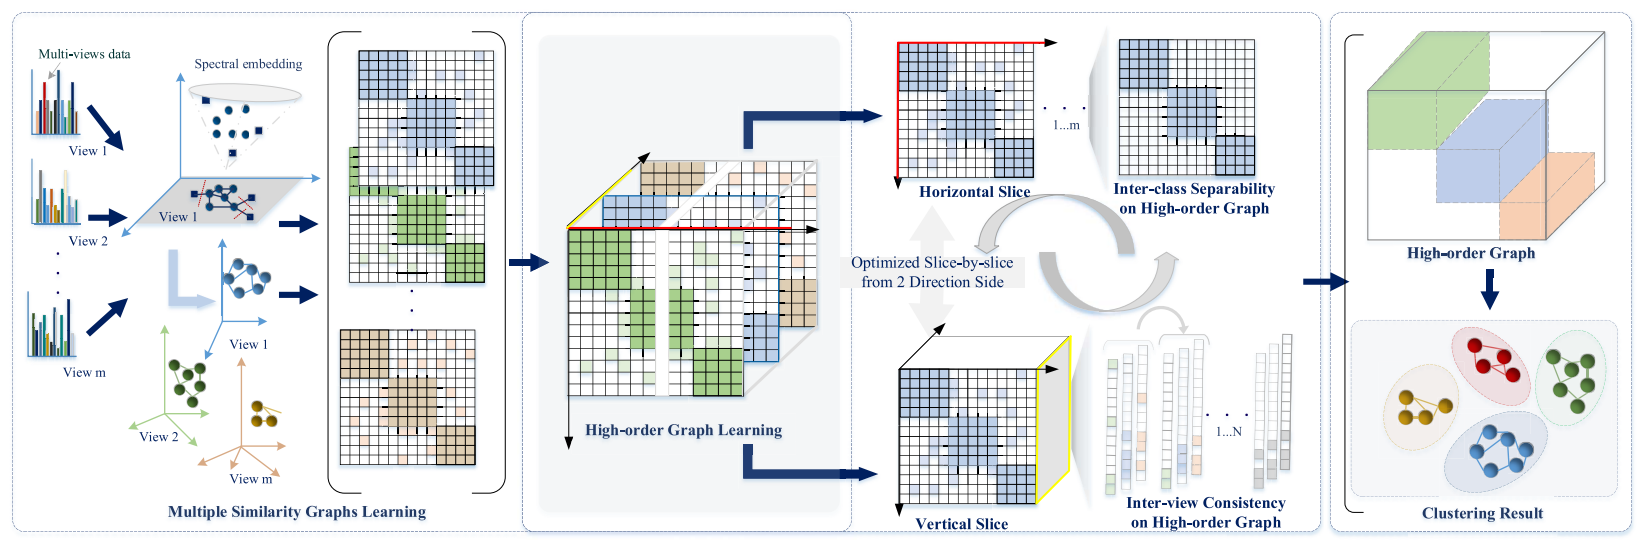 Multi-views data
Spectral embedding
View 1
View 1
View 2
View 1
View m
View 2
View m
Multiple Similarity Graphs Learning
High-order Graph Learning
Horizontal Slice
1...m
Inter-class Separability
on High-order Graph
Optimized Slice-by-slice
from 2 Direction Side
Vertical Slice
1...N
Inter-view Consistency
on High-order Graph
High-order Graph
Clustering Result